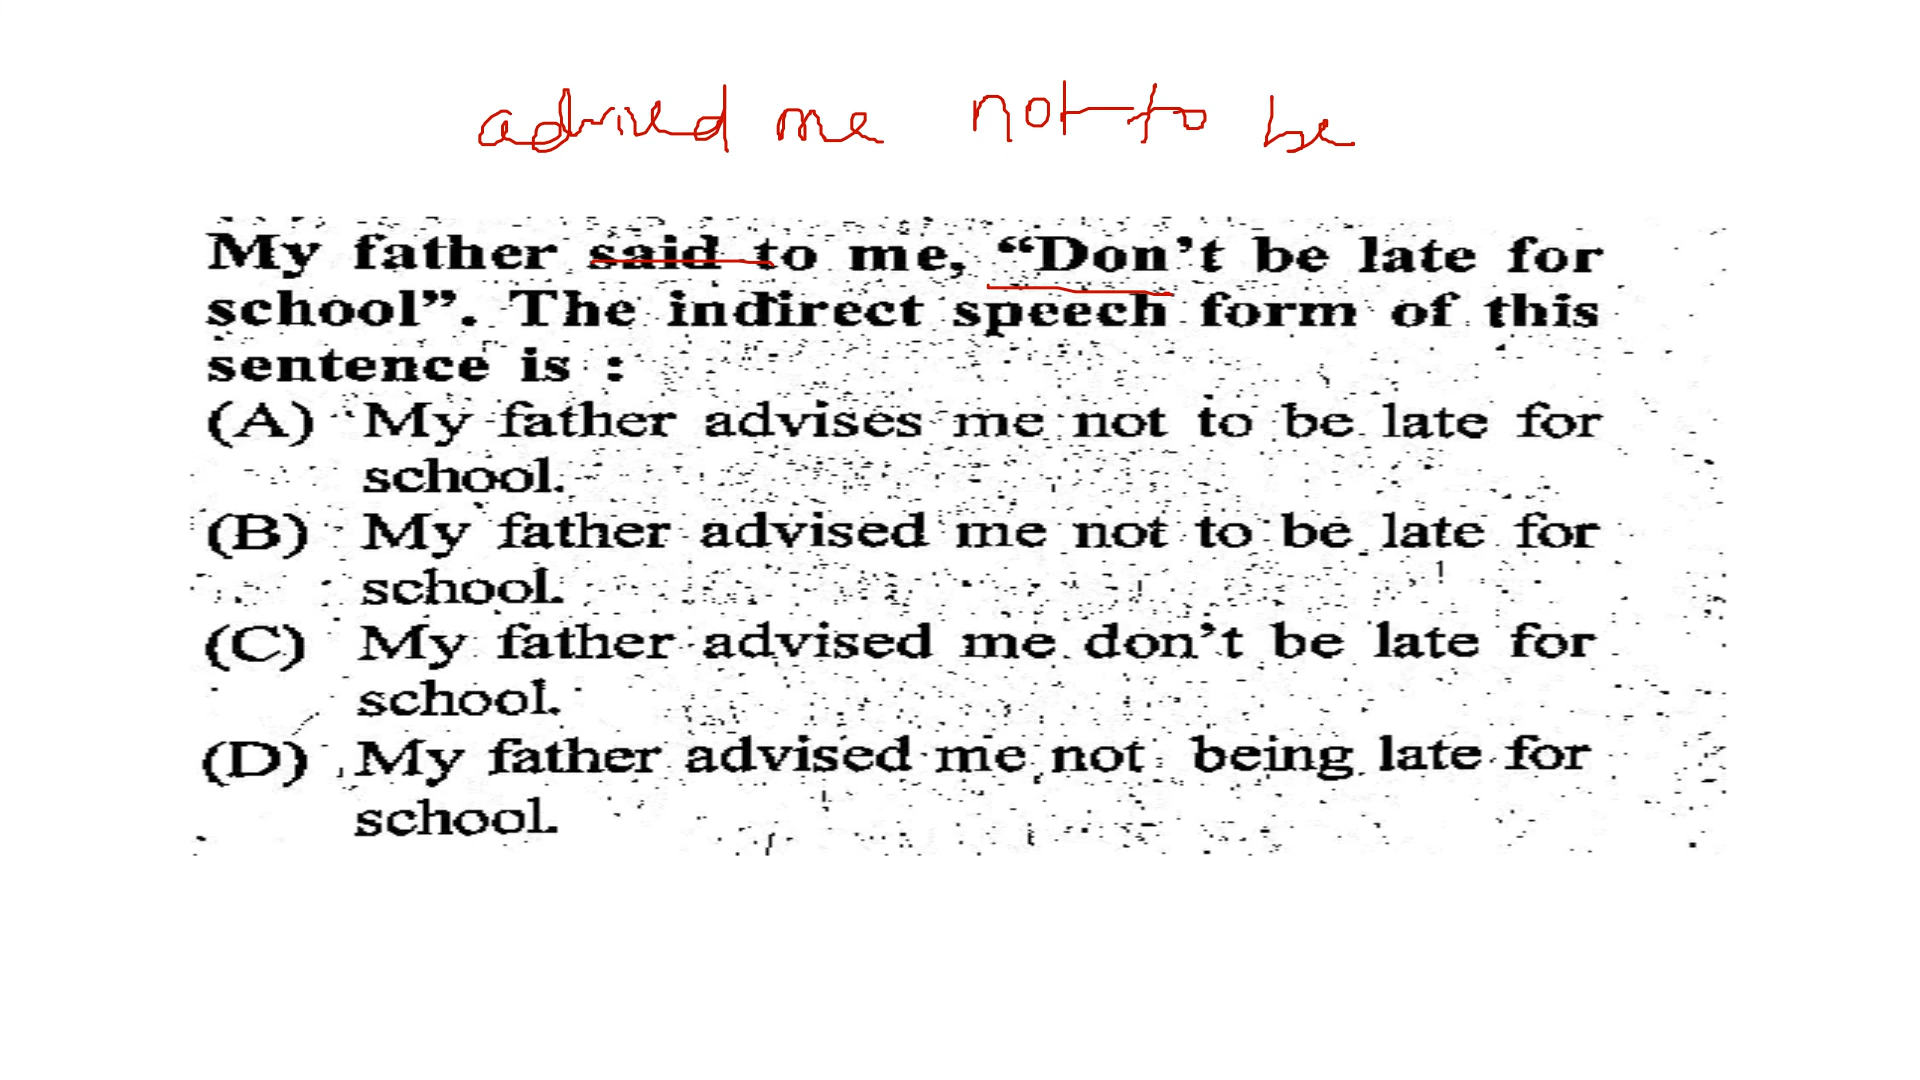 advised me not to be
My father said to me, “Don’t be late for
school”. The indirect speech form of this
sentence is :
(A) My father advises me not to be late for
school.
(B) My father advised me not to be late for
school.
(C) My father advised me don’t be late for
school.
(D) My father advised me not being late for
school.